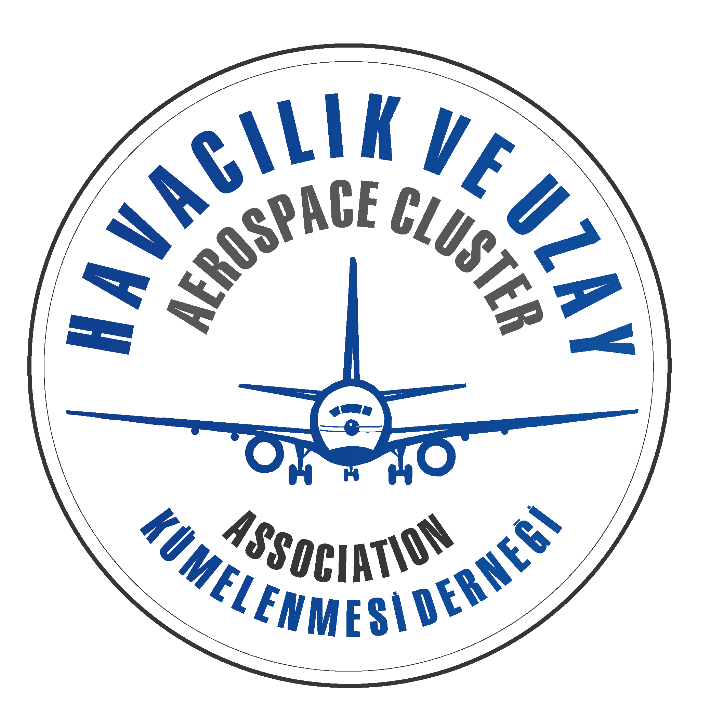 HAVACILIK VE UZAY
AEROSPACE CLUSTER
ASSOCIATION
KÜMELENMESİ DERNEĞİ